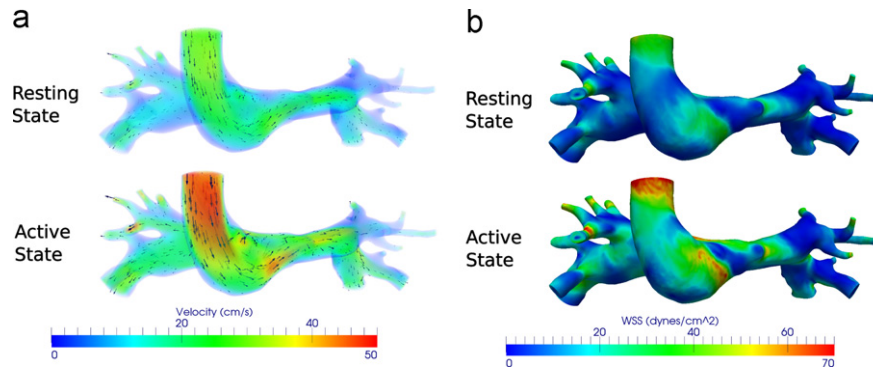 a
b
Resting
State
Resting
State
Active
State
Active
State
Velocity (cm/s)
0 20 40 50
WSS (dynes/cm^2)
0 20 40 60 70